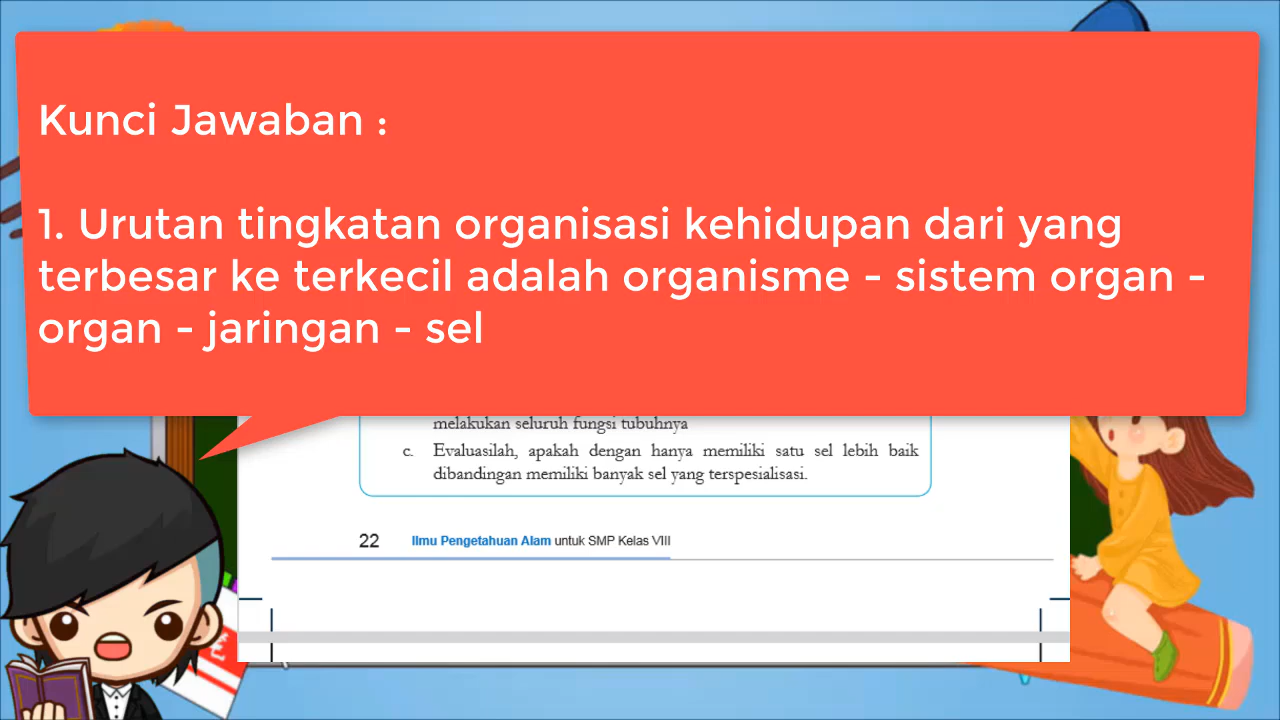 Kunci Jawaban :
1. Urutan tingkatan organisasi kehidupan dari yang
terbesar ke terkecil adalah organisme - sistem organ -
organ - jaringan - sel
melakukan seluruh fungsi tubuhnya
c. Evaluasilah, apakah dengan hanya memiliki satu sel lebih baik
dibandingan memiliki banyak sel yang terspesialisasi.
22 Ilmu Pengetahuan Alam untuk SMP Kelas VIII